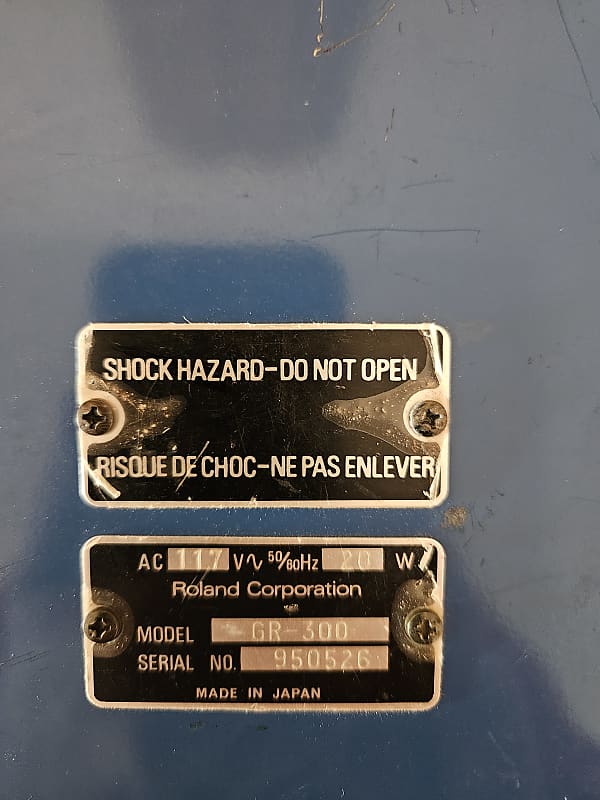 SHOCK HAZARD-DO NOT OPEN
RISQUE DE CHOC-NE PAS ENLEVER
AC 117 V∿ 50/60Hz 20 W
Roland Corporation
MODEL GR-300
SERIAL NO. 950526
MADE IN JAPAN